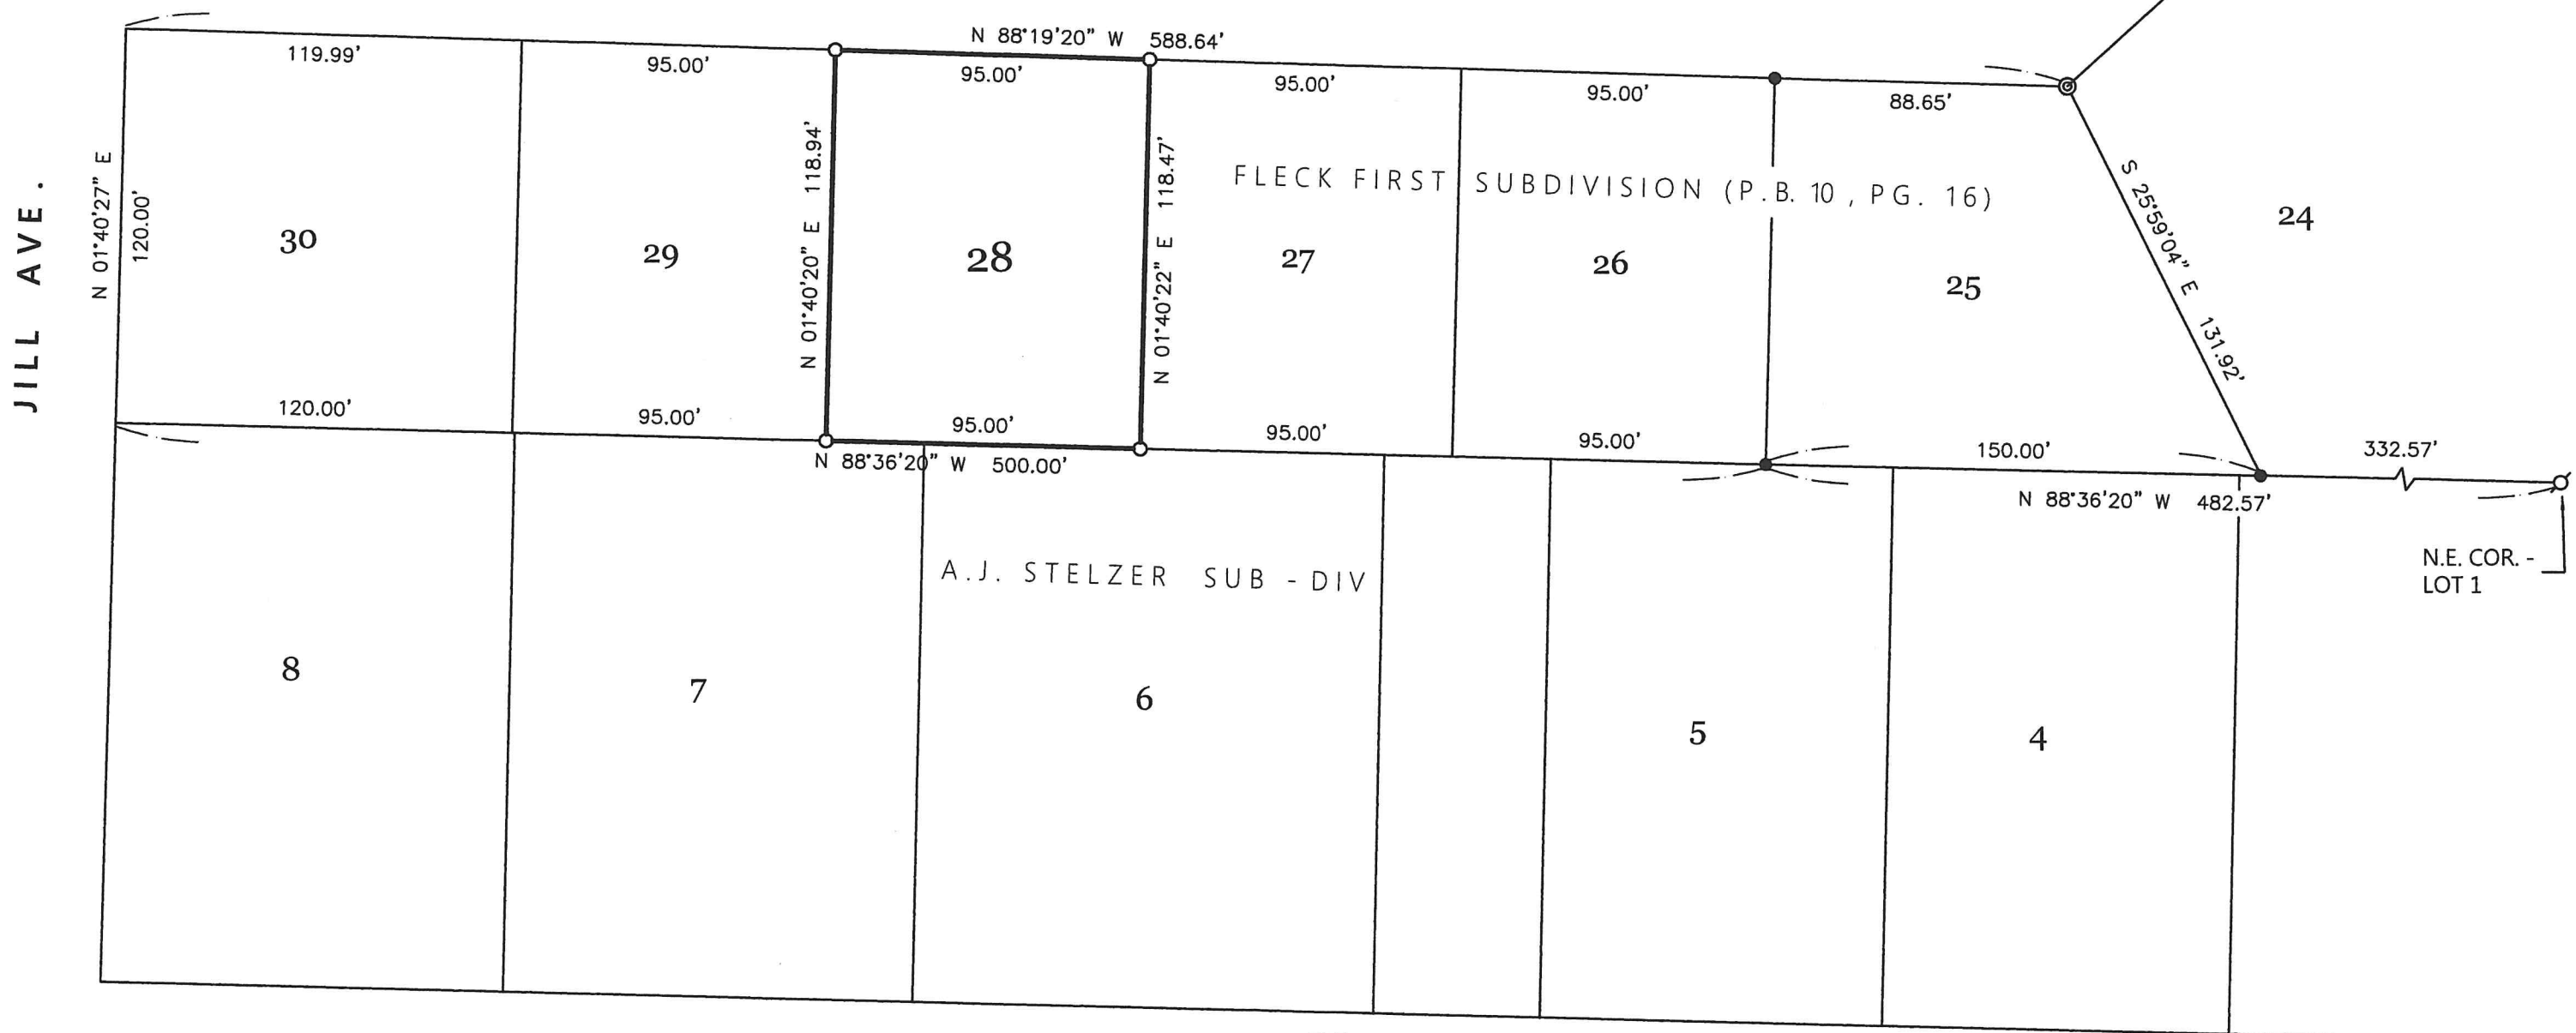 N 88°19'20" W 588.64'
119.99'
95.00'
95.00'
95.00'
95.00'
88.65'
JILL AVE.
N 01°40'27" E
120.00'
N 01°40'20" E 118.94'
N 01°40'22" E 118.47'
FLECK FIRST SUBDIVISION (P.B. 10, PG. 16)
S 25°59'04" E 131.92'
30
29
28
27
26
25
24
120.00'
95.00'
95.00'
95.00'
95.00'
150.00'
332.57'
N 88°36'20" W 500.00'
N 88°36'20" W 482.57'
N.E. COR. -
LOT 1
A.J. STELZER SUB - DIV
8
7
6
5
4